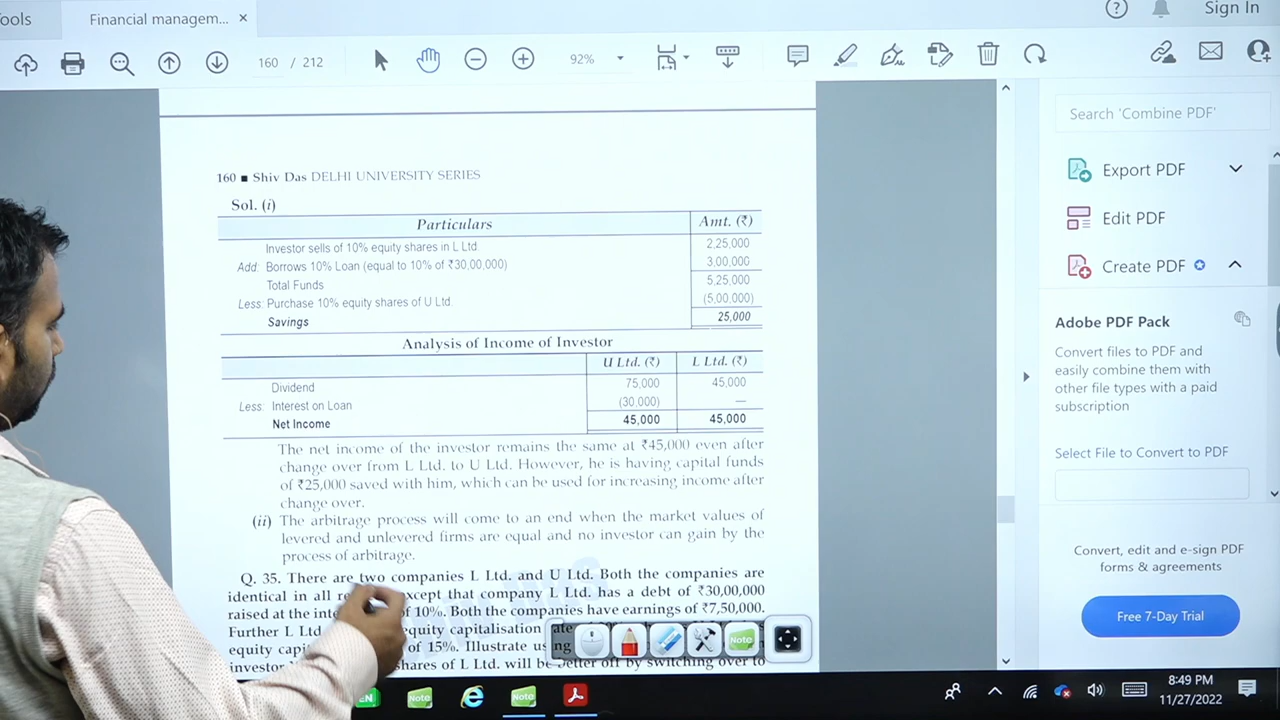 ools
Financial managem... ×
? Sign In
160 / 212
92%
160 ■ Shiv Das DELHI UNIVERSITY SERIES
Sol. (i)
Particulars Amt. (₹)
Investor sells of 10% equity shares in L Ltd. 2,25,000
Add: Borrows 10% Loan (equal to 10% of ₹30,00,000) 3,00,000
Total Funds 5,25,000
Less: Purchase 10% equity shares of U Ltd. (5,00,000)
Savings 25,000
Analysis of Income of Investor
U Ltd. (₹) L Ltd. (₹)
Dividend 75,000 45,000
Less: Interest on Loan (30,000) —
Net Income 45,000 45,000
The net income of the investor remains the same at ₹45,000 even after
change over from L Ltd. to U Ltd. However, he is having capital funds
of ₹25,000 saved with him, which can be used for increasing income after
change over.
(ii) The arbitrage process will come to an end when the market values of
levered and unlevered firms are equal and no investor can gain by the
process of arbitrage.
Q. 35. There are two companies L Ltd. and U Ltd. Both the companies are
identical in all except that company L Ltd. has a debt of ₹30,00,000
raised at the of 10%. Both the companies have earnings of ₹7,50,000.
Further L Ltd. equity capitalisation
equity of 15%. Illustrate
investor shares of L Ltd. will be better off by switching over to
Search 'Combine PDF'
Export PDF
Edit PDF
Create PDF
Adobe PDF Pack
Convert files to PDF and
easily combine them with
other file types with a paid
subscription
Select File to Convert to PDF
Convert, edit and e-sign PDF
forms & agreements
Free 7-Day Trial
Note
EN Note Note
8:49 PM
11/27/2022